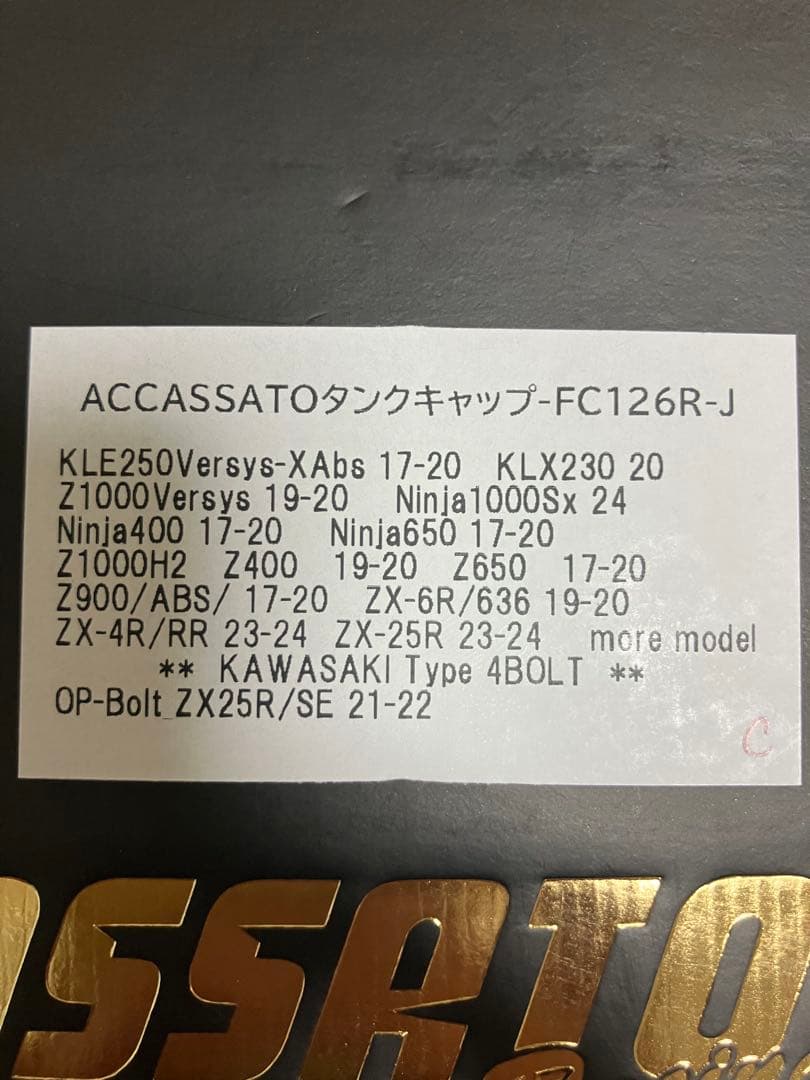 ACCASSATOタンクキャップ-FC126R-J
KLE250Versys-XAbs 17-20 KLX230 20
Z1000Versys 19-20 Ninja1000Sx 24
Ninja400 17-20 Ninja650 17-20
Z1000H2 Z400 19-20 Z650 17-20
Z900/ABS/ 17-20 ZX-6R/636 19-20
ZX-4R/RR 23-24 ZX-25R 23-24 more model
** KAWASAKI Type 4BOLT **
OP-Bolt_ZX25R/SE 21-22
C
SSATO